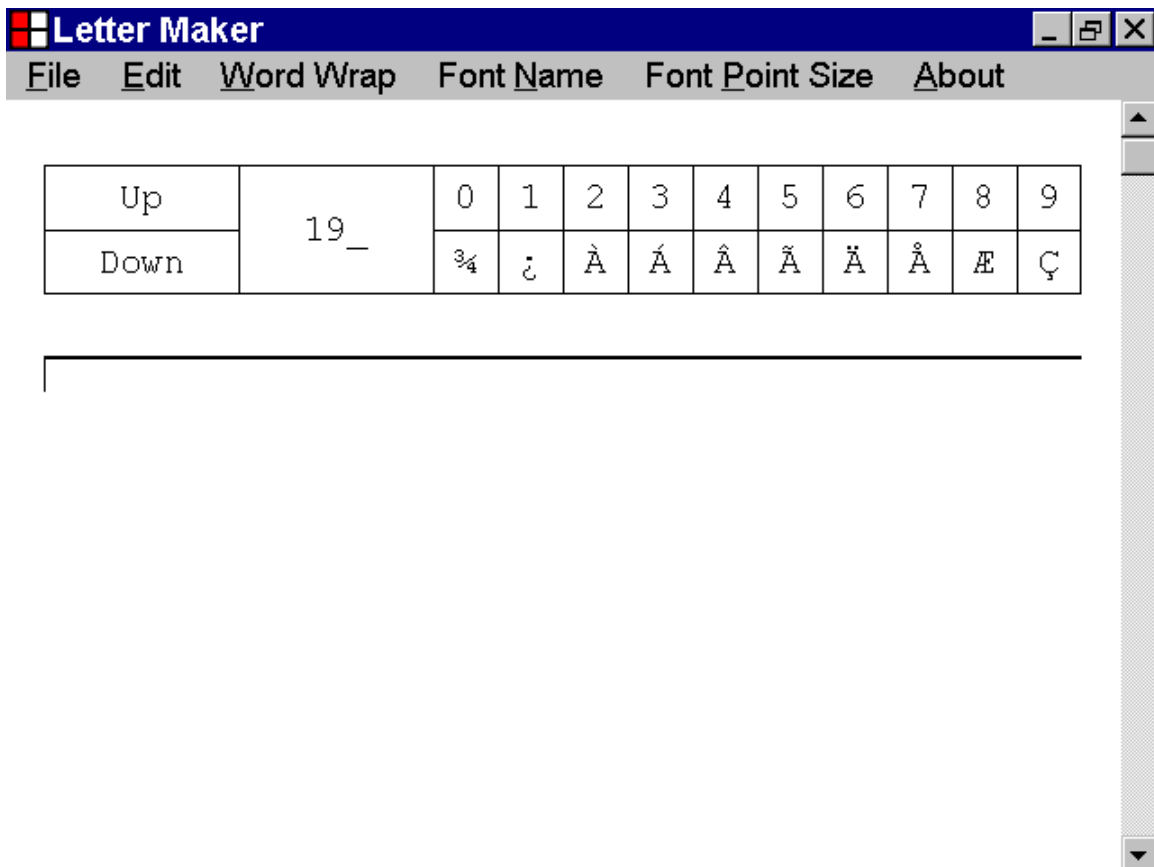 Letter Maker
File Edit Word Wrap Font Name Font Point Size About
Up 19_ 0 1 2 3 4 5 6 7 8 9
Down ¾ ¿ À Á Â Ã Ä Å Æ Ç